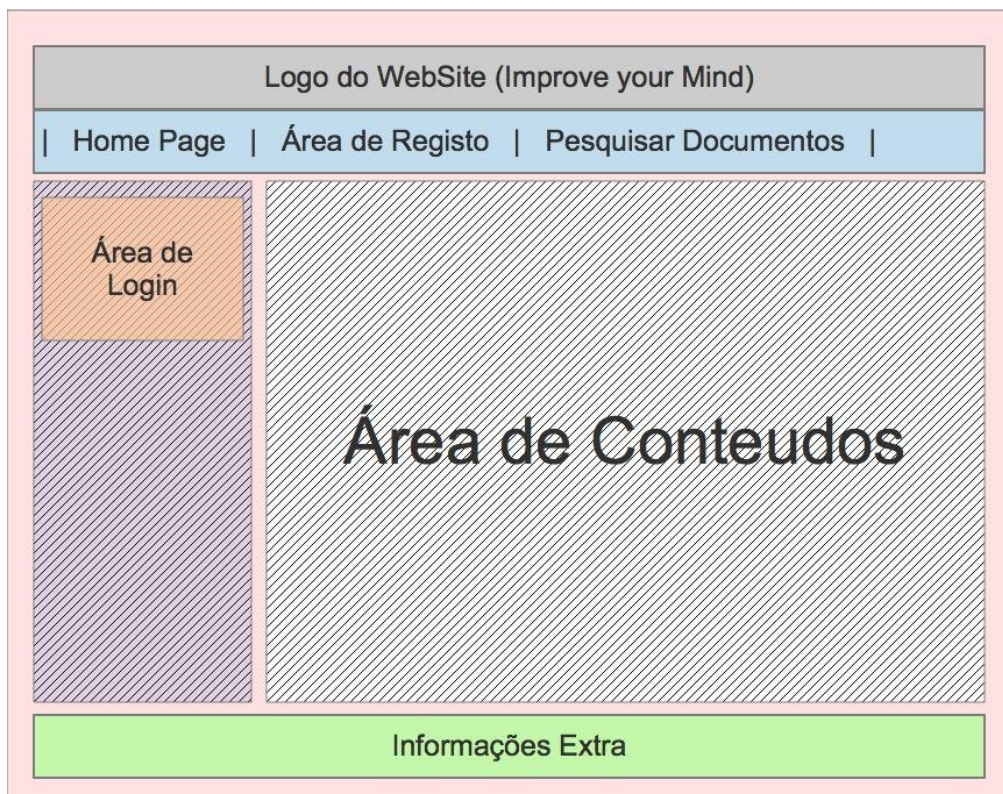 Logo do WebSite (Improve your Mind)
| Home Page | Área de Registo | Pesquisar Documentos |
Área de
Login
Área de Conteudos
Informações Extra